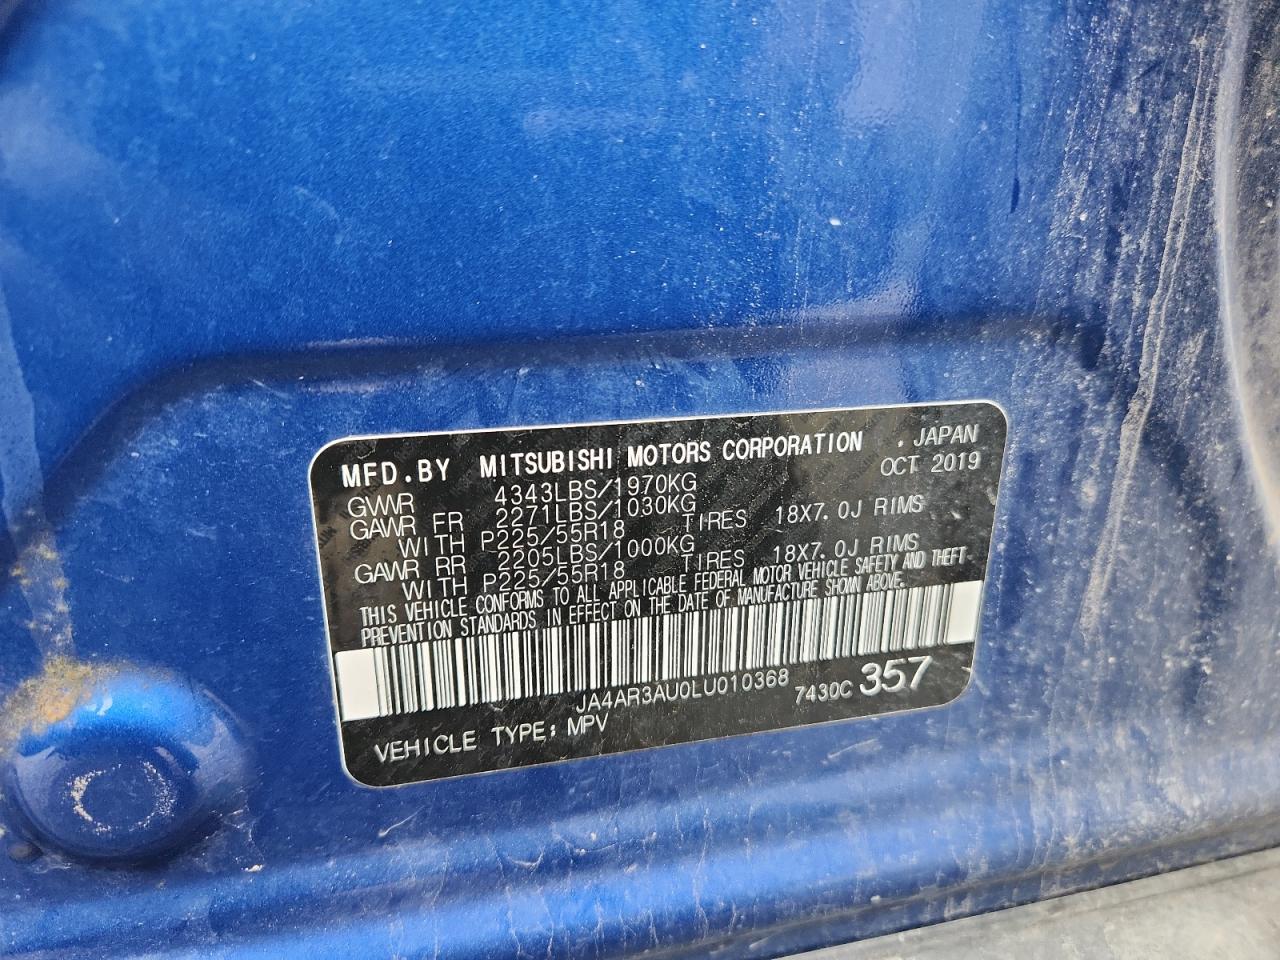 MFD.BY MITSUBISHI MOTORS CORPORATION . JAPAN
OCT 2019
GVWR 4343LBS/1970KG
GAWR FR 2271LBS/1030KG
WITH P225/55R18 TIRES 18X7.0J RIMS
GAWR RR 2205LBS/1000KG
WITH P225/55R18 TIRES 18X7.0J RIMS
THIS VEHICLE CONFORMS TO ALL APPLICABLE FEDERAL MOTOR VEHICLE SAFETY AND THEFT
PREVENTION STANDARDS IN EFFECT ON THE DATE OF MANUFACTURE SHOWN ABOVE.
JA4AR3AU0LU010368 7430C 357
VEHICLE TYPE: MPV